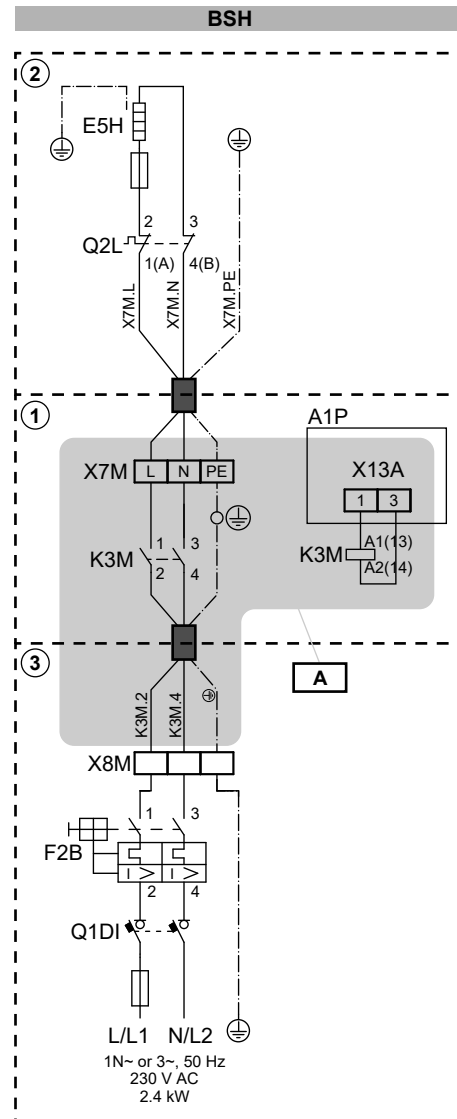 BSH
2
E5H
2 3
Q2L
1(A) 4(B)
X7M.L X7M.N X7M.PE
1
A1P
X7M L N PE
X13A
1 3
1 3
K3M
2 4
K3M A1(13)
A2(14)
3
A
K3M.2 K3M.4
X8M
1 3
F2B
I > I >
2 4
Q1DI
L/L1 N/L2
1N~ or 3~, 50 Hz
230 V AC
2.4 kW